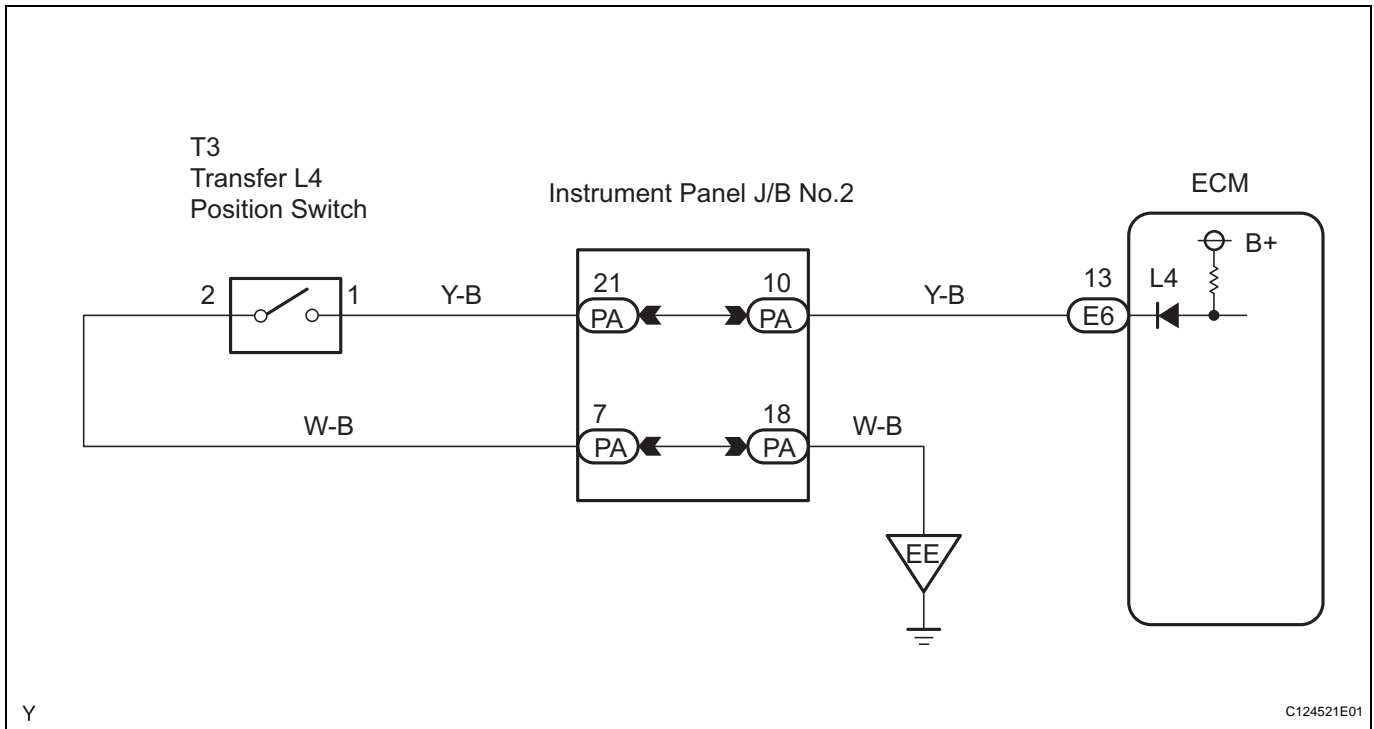 T3
Transfer L4
Position Switch
Instrument Panel J/B No.2
ECM
B+
2
1
Y-B
21
PA
10
PA
Y-B
13
E6
L4
W-B
7
PA
18
PA
W-B
EE
Y
C124521E01